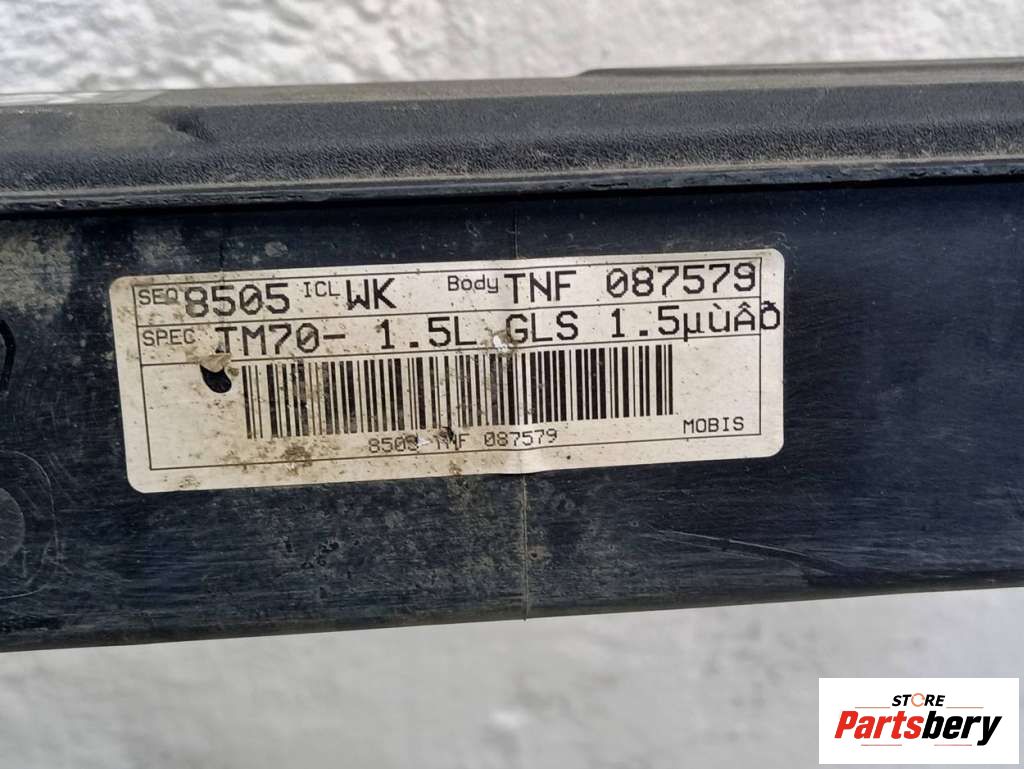 SEQ 8505 ICL WK Body TNF 087579
SPEC TM70- 1.5L GLS 1.5µùÂð
8505 TNF 087579
MOBIS
STORE
Partsbery